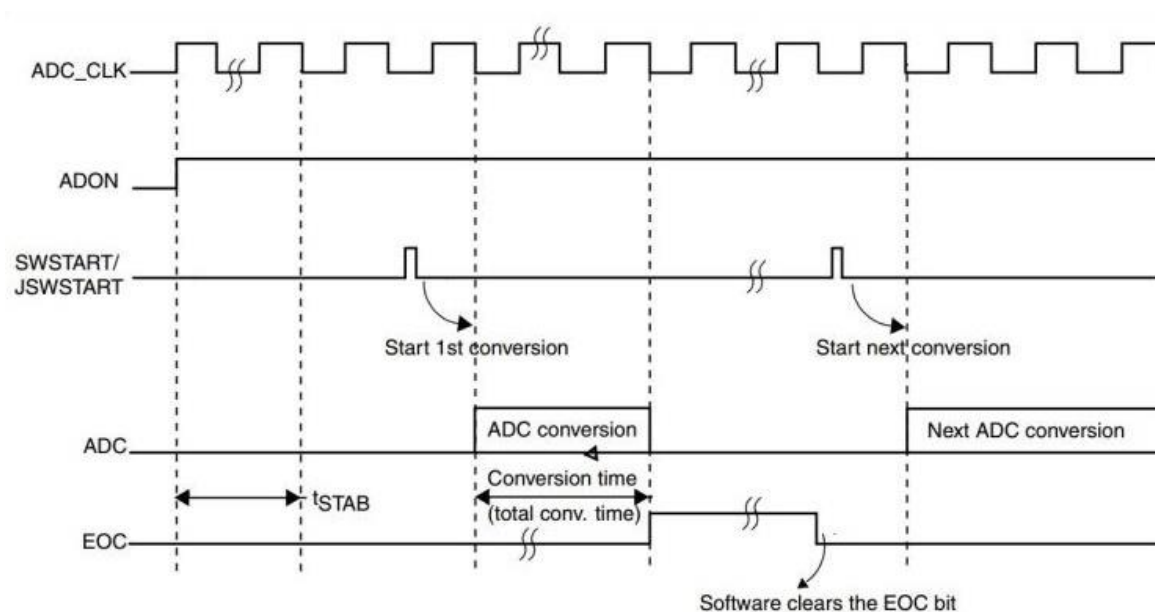 ADC_CLK
ADON
SWSTART/
JSWSTART
Start 1st conversion
Start next conversion
ADC
ADC conversion
Next ADC conversion
Conversion time
(total conv. time)
tSTAB
EOC
Software clears the EOC bit